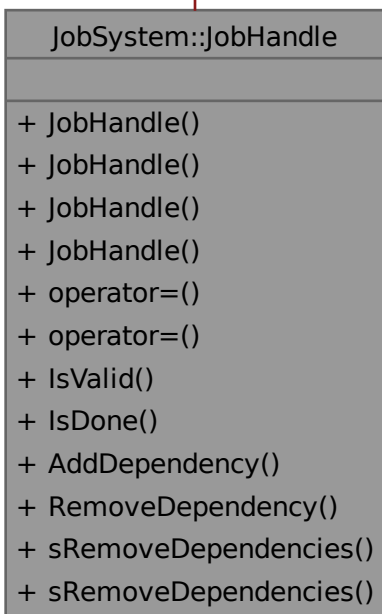 JobSystem::JobHandle
+ JobHandle()
+ JobHandle()
+ JobHandle()
+ JobHandle()
+ operator=()
+ operator=()
+ IsValid()
+ IsDone()
+ AddDependency()
+ RemoveDependency()
+ sRemoveDependencies()
+ sRemoveDependencies()